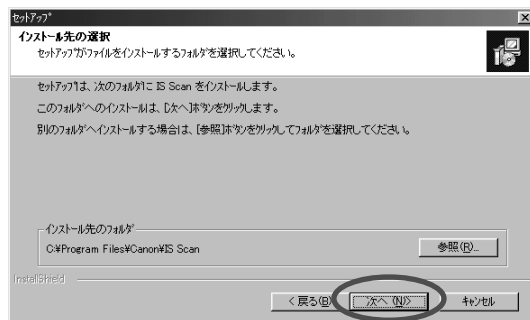 セットアップ
インストール先の選択
セットアップがファイルをインストールするフォルダを選択してください。
セットアップは、次のフォルダに IS Scan をインストールします。
このフォルダへのインストールは、[次へ]ボタンをクリックします。
別のフォルダへインストールする場合は、[参照]ボタンをクリックしてフォルダを選択してください。
インストール先のフォルダ
C:¥Program Files¥Canon¥IS Scan
参照(R)...
InstallShield
< 戻る(B)
次へ (N)>
キャンセル